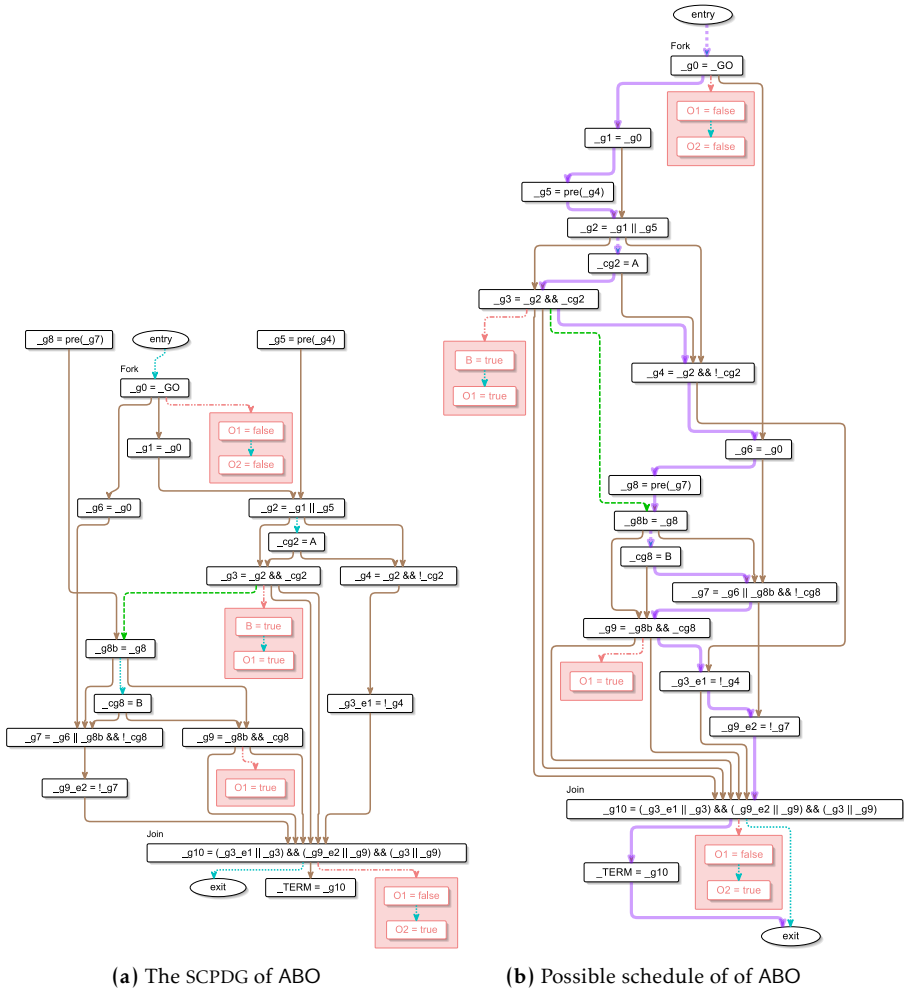 _g8 = pre(_g7)
entry
_g5 = pre(_g4)
Fork
_g0 = _GO
O1 = false
O2 = false
_g1 = _g0
_g6 = _g0
_g2 = _g1 || _g5
_cg2 = A
_g3 = _g2 && _cg2
_g4 = _g2 && !_cg2
B = true
O1 = true
_g8b = _g8
_cg8 = B
_g3_e1 = !_g4
_g7 = _g6 || _g8b && !_cg8
_g9 = _g8b && _cg8
O1 = true
_g9_e2 = !_g7
Join
_g10 = (_g3_e1 || _g3) && (_g9_e2 || _g9) && (_g3 || _g9)
exit
_TERM = _g10
O1 = false
O2 = true
(a) The SCPDG of ABO
entry
Fork
_g0 = _GO
O1 = false
O2 = false
_g1 = _g0
_g5 = pre(_g4)
_g2 = _g1 || _g5
_cg2 = A
_g3 = _g2 && _cg2
B = true
O1 = true
_g4 = _g2 && !_cg2
_g6 = _g0
_g8 = pre(_g7)
_g8b = _g8
_cg8 = B
_g7 = _g6 || _g8b && !_cg8
_g9 = _g8b && _cg8
O1 = true
_g3_e1 = !_g4
_g9_e2 = !_g7
Join
_g10 = (_g3_e1 || _g3) && (_g9_e2 || _g9) && (_g3 || _g9)
O1 = false
O2 = true
_TERM = _g10
exit
(b) Possible schedule of of ABO